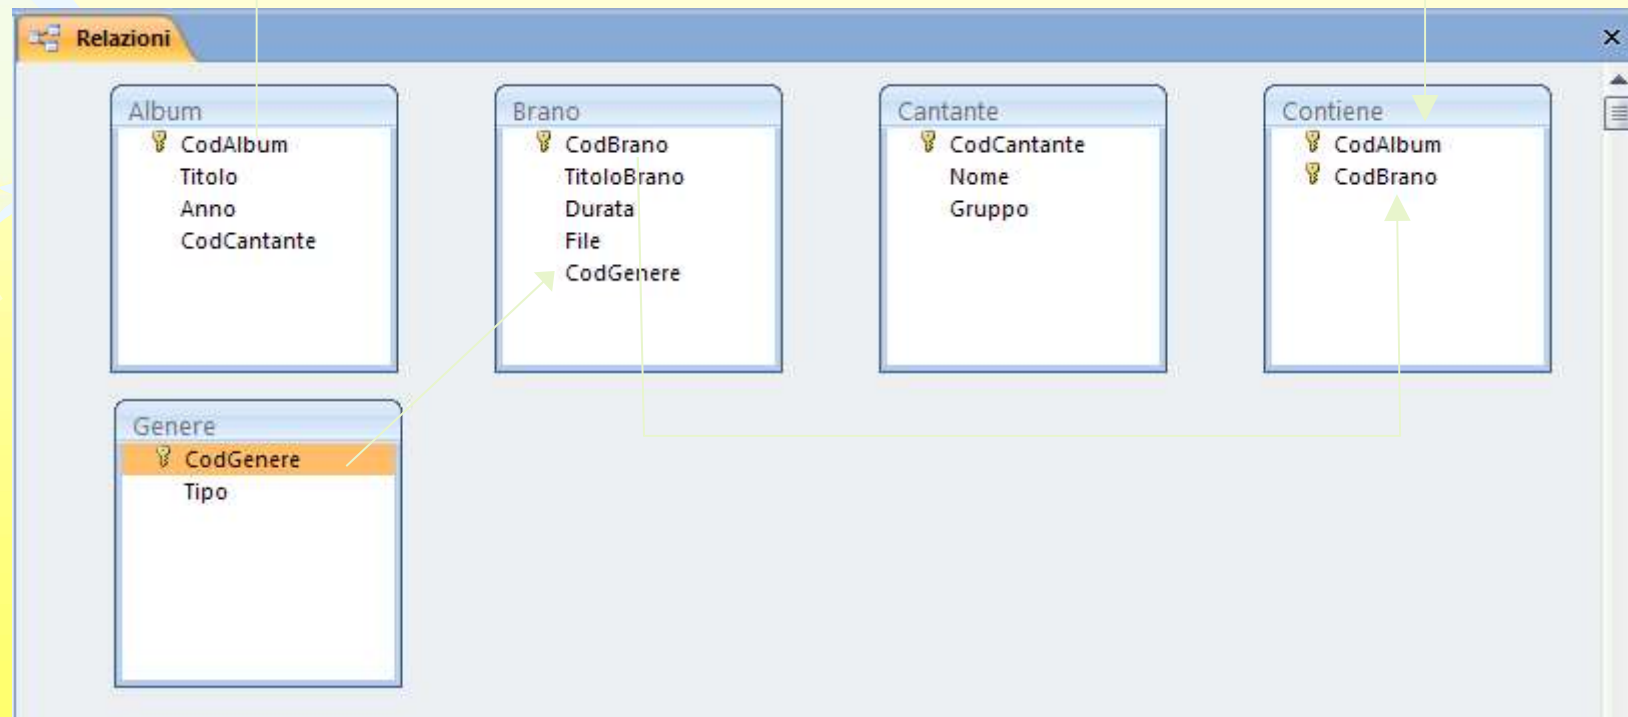 Relazioni
Album
CodAlbum
Titolo
Anno
CodCantante
Brano
CodBrano
TitoloBrano
Durata
File
CodGenere
Cantante
CodCantante
Nome
Gruppo
Contiene
CodAlbum
CodBrano
Genere
CodGenere
Tipo